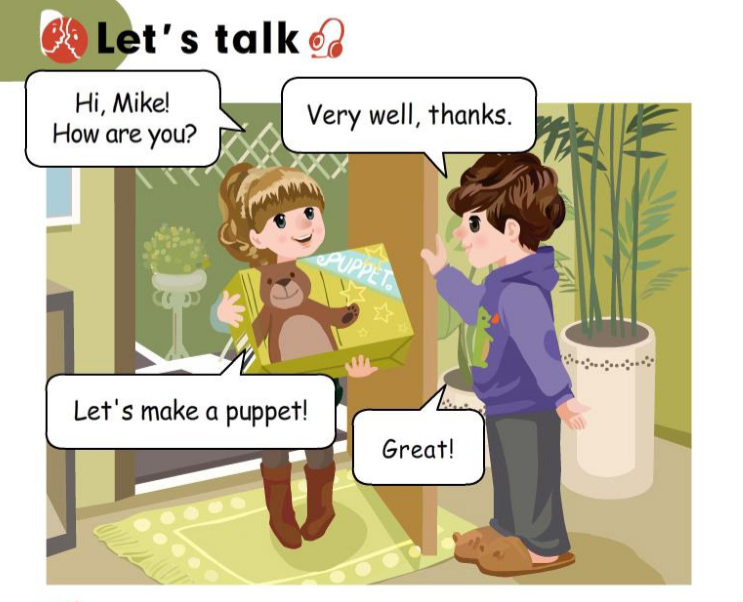 Let's talk
Hi, Mike!
How are you?
Very well, thanks.
PUPPET
Let's make a puppet!
Great!